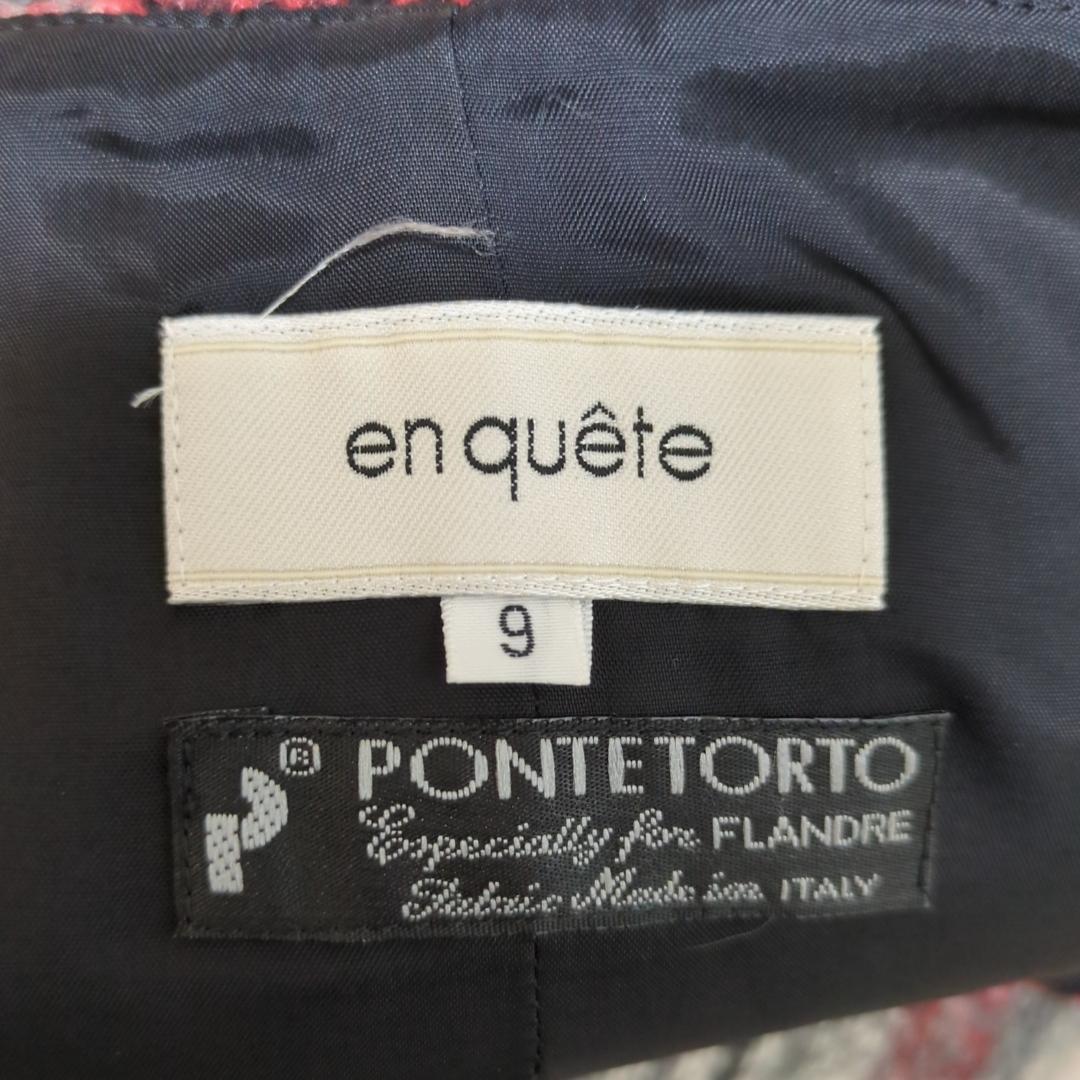 en quête
9
® PONTETORTO
Especially for FLANDRE
Fabric Made in ITALY